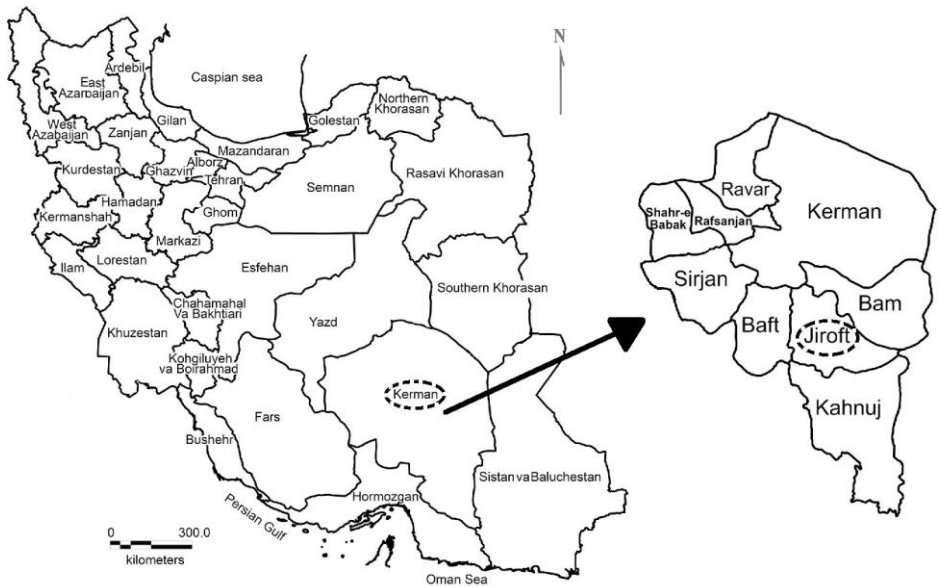 N
Ardebil
Caspian sea
East
Azarbaijan
Northern
Khorasan
Golestan
Gilan
West
Azabaijan
Zanjan
Mazandaran
Alborz
Ghazvin
Tehran
Semnan
Rasavi Khorasan
Kurdestan
Hamadan
Ghom
Kermanshah
Markazi
Lorestan
Ilam
Esfehan
Southern Khorasan
Chahamahal
Va Bakhtiari
Khuzestan
Yazd
Kohgiluyeh
va Boirahmad
Kerman
Fars
Bushehr
Sistan va Baluchestan
Hormozgan
Persian Gulf
Oman Sea
0 300.0
kilometers
Ravar
Kerman
Shahr-e
Babak
Rafsanjan
Sirjan
Bam
Baft
Jiroft
Kahnuj